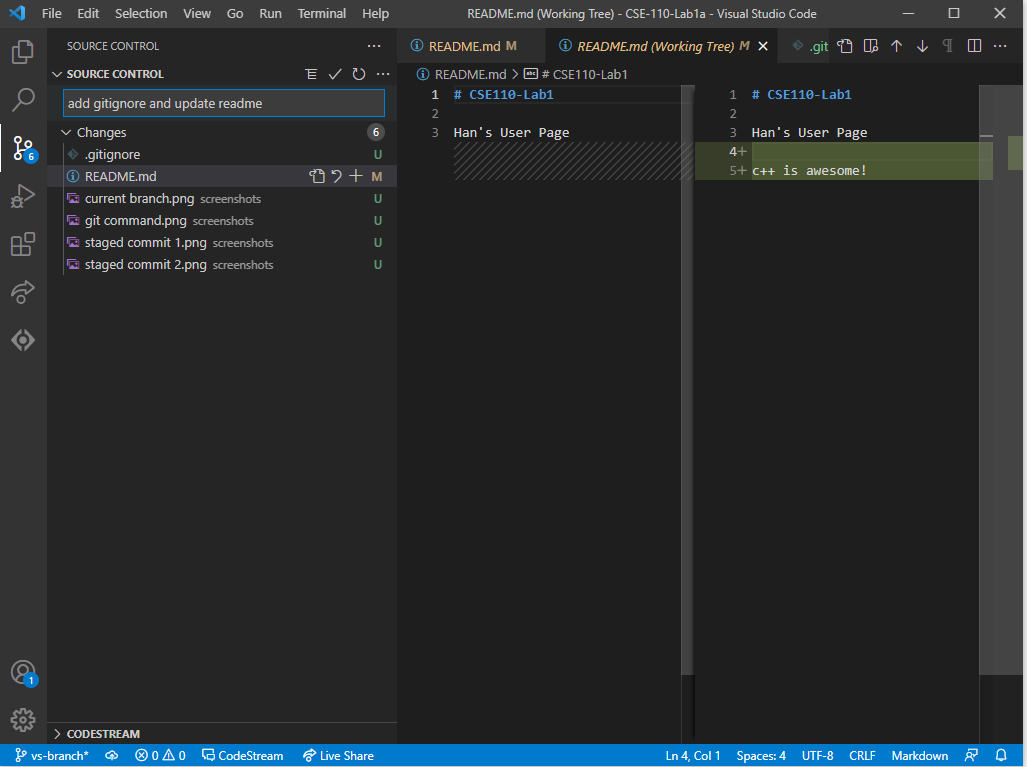 File Edit Selection View Go Run Terminal Help README.md (Working Tree) - CSE-110-Lab1a - Visual Studio Code
SOURCE CONTROL
SOURCE CONTROL
add gitignore and update readme
Changes 6
.gitignore U
README.md M
current branch.png screenshots U
git command.png screenshots U
staged commit 1.png screenshots U
staged commit 2.png screenshots U
6
1
CODESTREAM
README.md M README.md (Working Tree) M .git
README.md > abc # CSE110-Lab1
1 # CSE110-Lab1
2
3 Han's User Page
1 # CSE110-Lab1
2
3 Han's User Page
4+
5+ c++ is awesome!
vs-branch* 0 0 CodeStream Live Share Ln 4, Col 1 Spaces: 4 UTF-8 CRLF Markdown